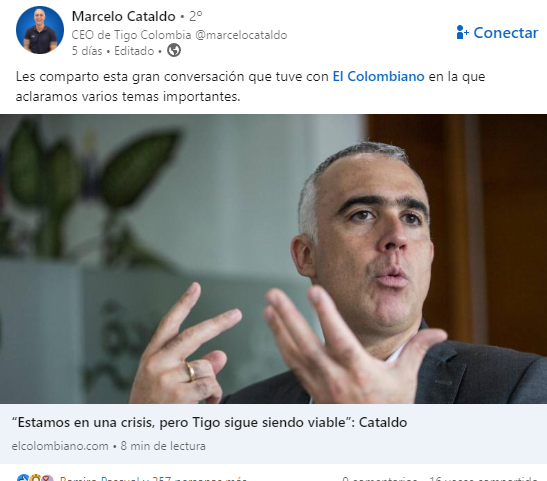 Marcelo Cataldo • 2º
CEO de Tigo Colombia @marcelocataldo
5 días • Editado •
Conectar
Les comparto esta gran conversación que tuve con El Colombiano en la que
aclaramos varios temas importantes.
“Estamos en una crisis, pero Tigo sigue siendo viable”: Cataldo
elcolombiano.com • 8 min de lectura